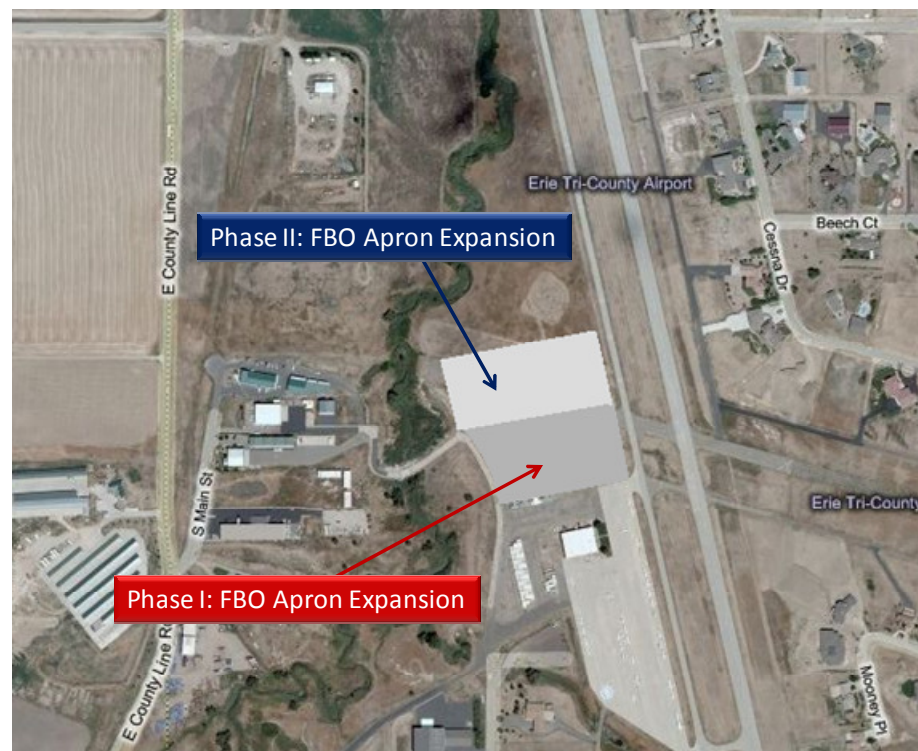 Erie Tri-County Airport
Beech Ct
Cessna Dr
E County Line Rd
Phase II: FBO Apron Expansion
S Main St
Erie Tri-County
Phase I: FBO Apron Expansion
E County Line Rd
Mooney Pl